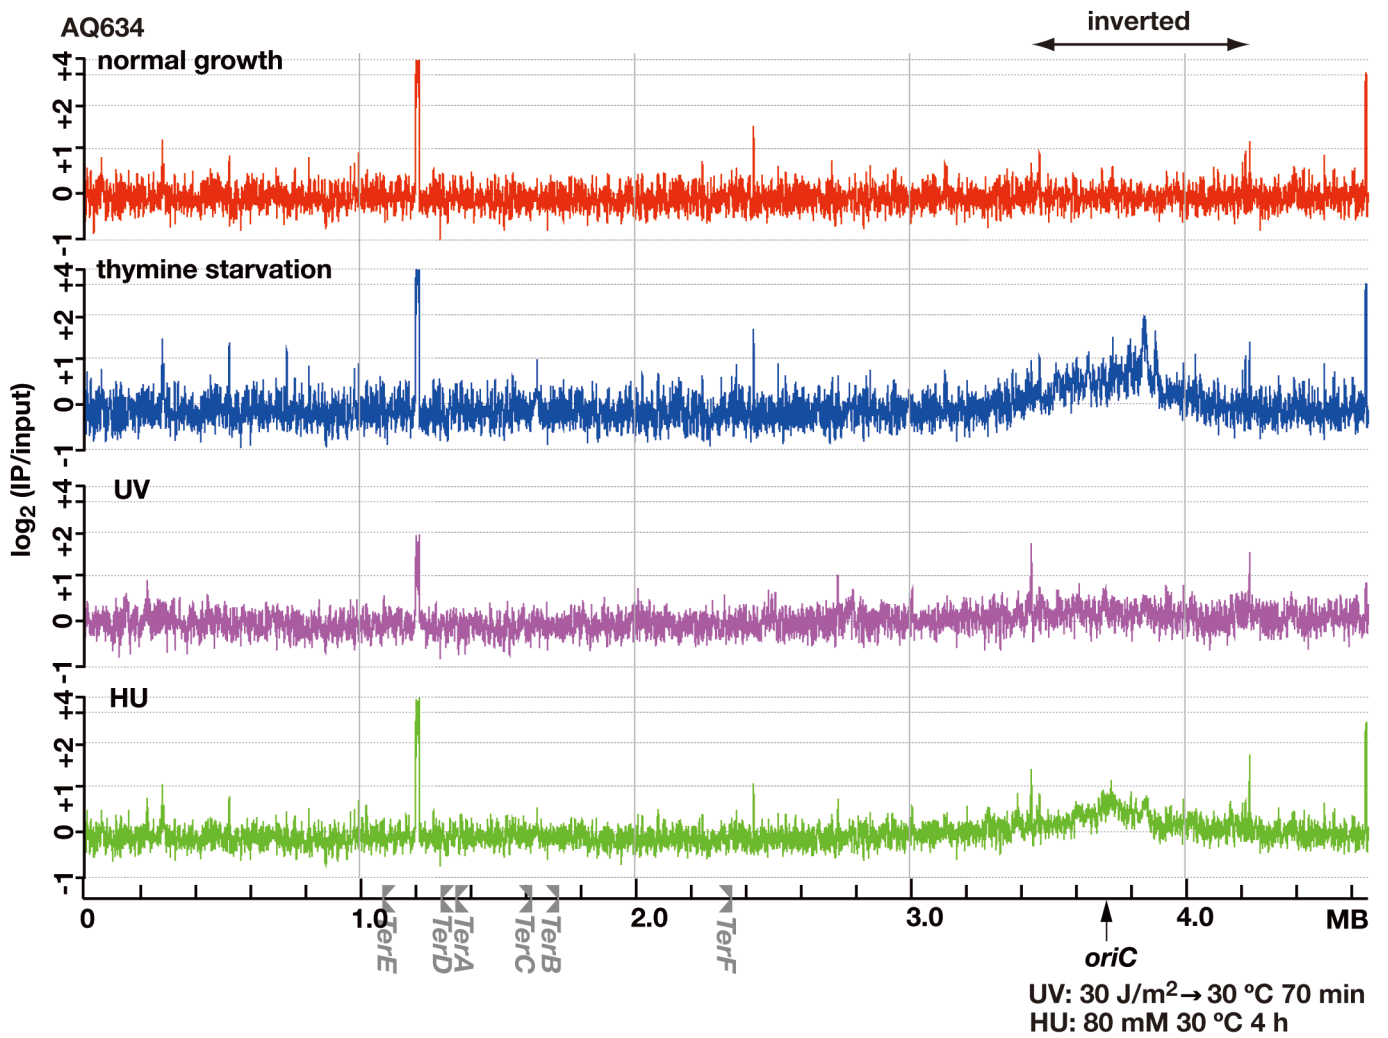 AQ634
inverted
normal growth
+4
+2
+1
0
-1
thymine starvation
+4
+2
+1
0
-1
log2 (IP/input)
UV
+4
+2
+1
0
-1
HU
+4
+2
+1
0
-1
0 1.0 2.0 3.0 4.0 MB
TerE TerD TerA TerC TerB TerF
oriC
UV: 30 J/m2→30 ºC 70 min
HU: 80 mM 30 ºC 4 h